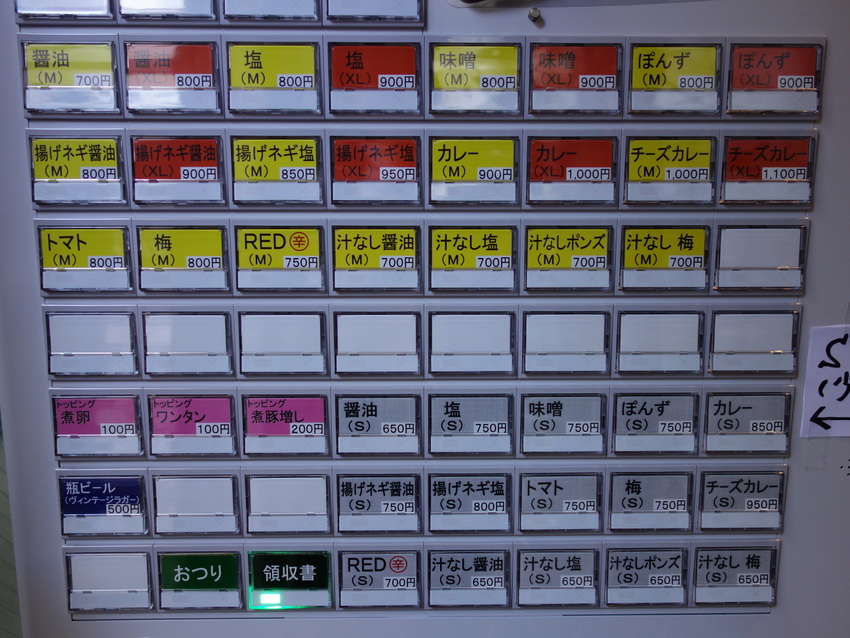 醤油
(M) 700円
醤油
(XL) 800円
塩
(M) 800円
塩
(XL) 900円
味噌
(M) 800円
味噌
(XL) 900円
ぽんず
(M) 800円
ぽんず
(XL) 900円
揚げネギ醤油
(M) 800円
揚げネギ醤油
(XL) 900円
揚げネギ塩
(M) 850円
揚げネギ塩
(XL) 950円
カレー
(M) 900円
カレー
(XL) 1,000円
チーズカレー
(M) 1,000円
チーズカレー
(XL) 1,100円
トマト
(M) 800円
梅
(M) 800円
RED辛
(M) 750円
汁なし醤油
(M) 700円
汁なし塩
(M) 700円
汁なしポンズ
(M) 700円
汁なし 梅
(M) 700円
トッピング
煮卵
100円
トッピング
ワンタン
100円
トッピング
煮豚増し
200円
醤油
(S) 650円
塩
(S) 750円
味噌
(S) 750円
ぽんず
(S) 750円
カレー
(S) 850円
瓶ビール
(ヴィンテージラガー)
500円
揚げネギ醤油
(S) 750円
揚げネギ塩
(S) 800円
トマト
(S) 750円
梅
(S) 750円
チーズカレー
(S) 950円
おつり
領収書
RED辛
(S) 700円
汁なし醤油
(S) 650円
汁なし塩
(S) 650円
汁なしポンズ
(S) 650円
汁なし 梅
(S) 650円